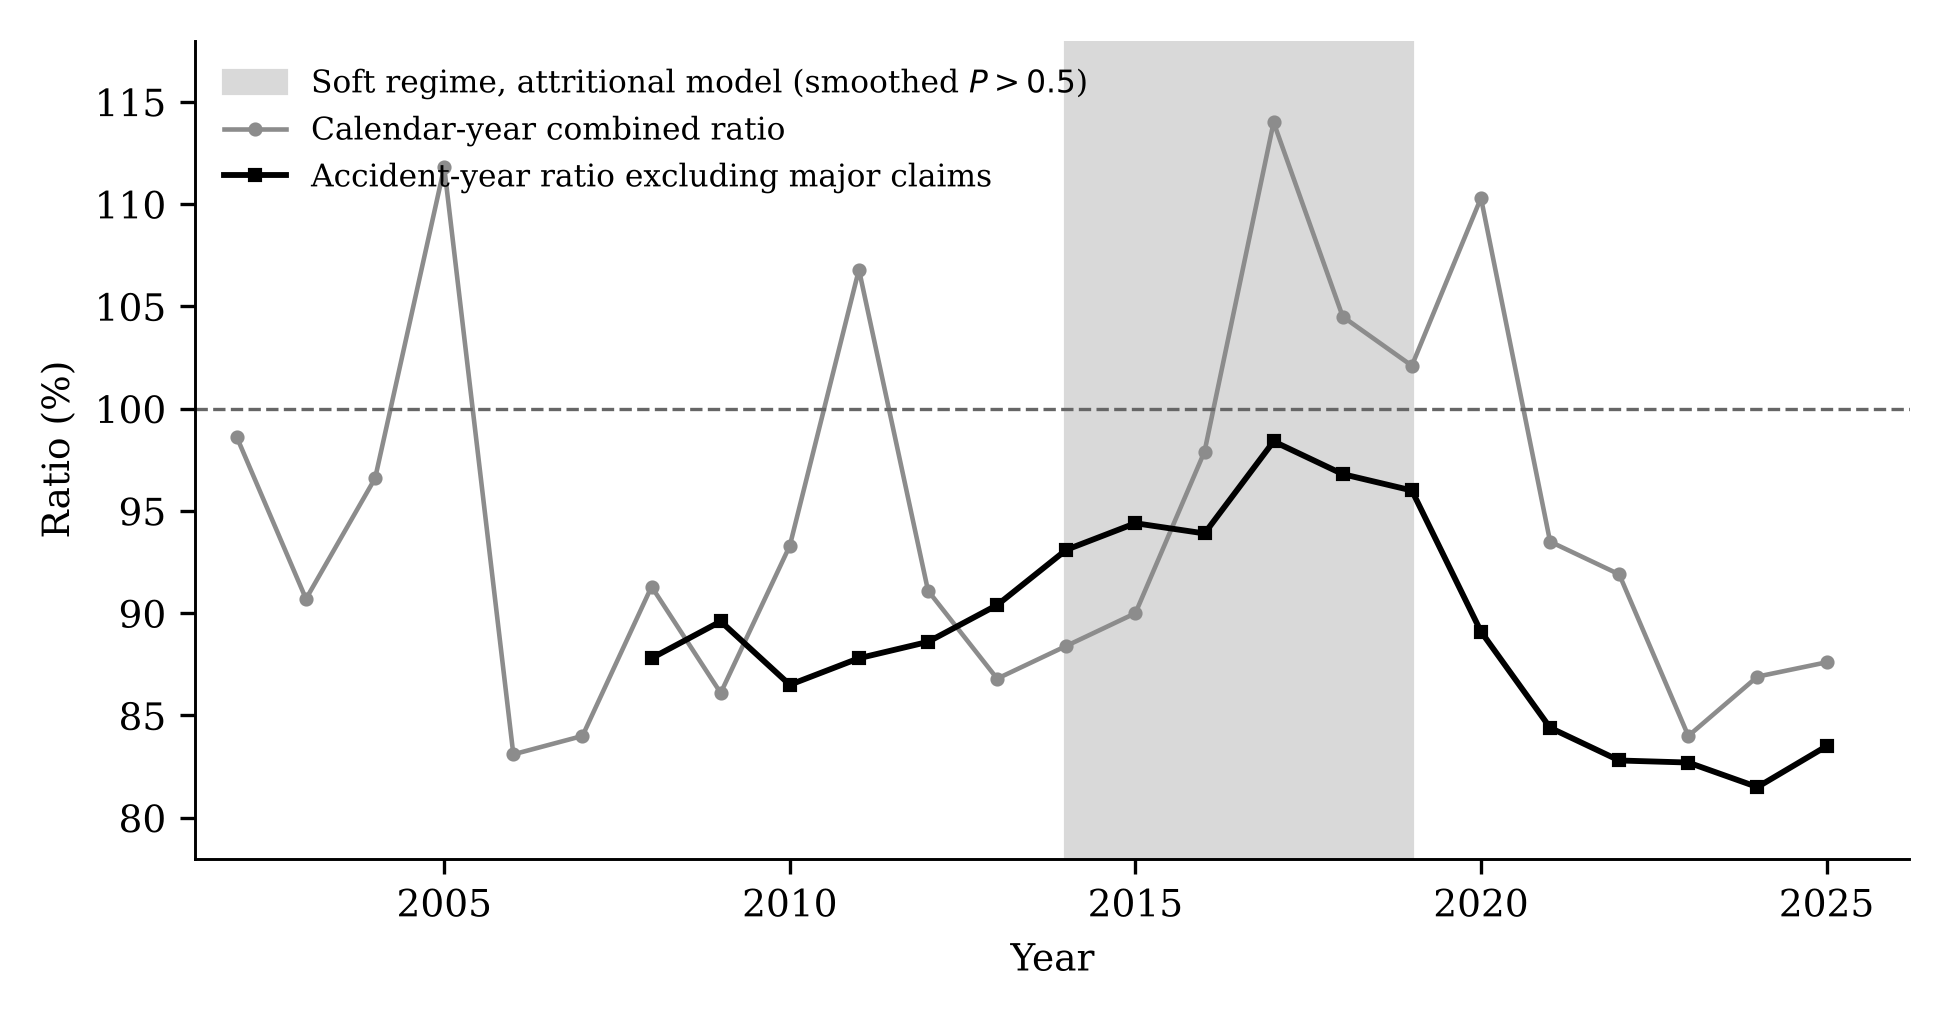 Soft regime, attritional model (smoothed P > 0.5)
Calendar-year combined ratio
Accident-year ratio excluding major claims
115
110
105
100
95
90
85
80
Ratio (%)
2005 2010 2015 2020 2025
Year